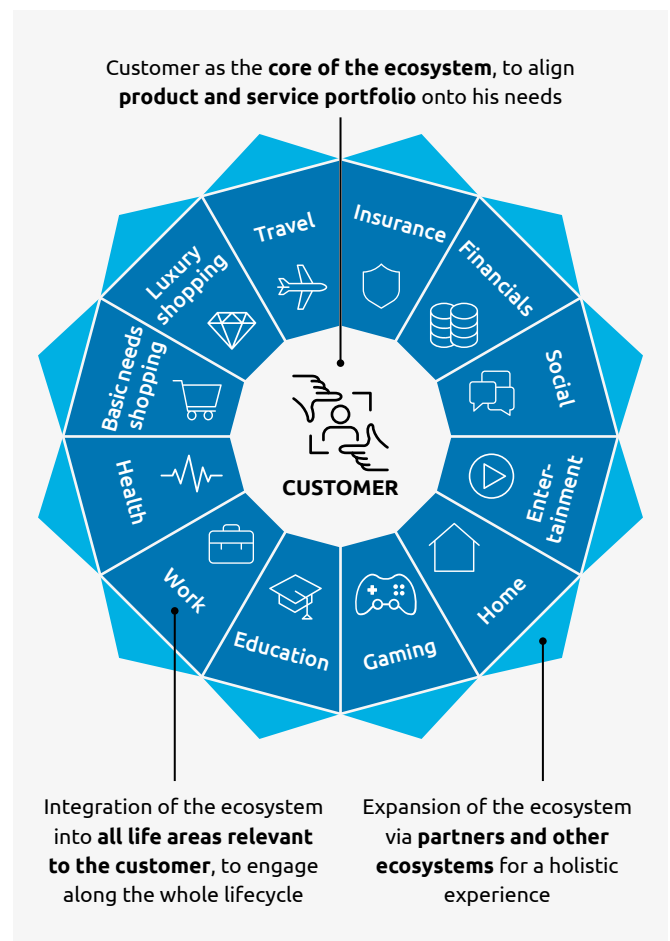 Customer as the core of the ecosystem, to align
product and service portfolio onto his needs
Travel
Insurance
Luxury
shopping
Financials
Basic needs
shopping
Social
CUSTOMER
Health
Enter-
tainment
Work
Home
Education
Gaming
Integration of the ecosystem
into all life areas relevant
to the customer, to engage
along the whole lifecycle
Expansion of the ecosystem
via partners and other
ecosystems for a holistic
experience